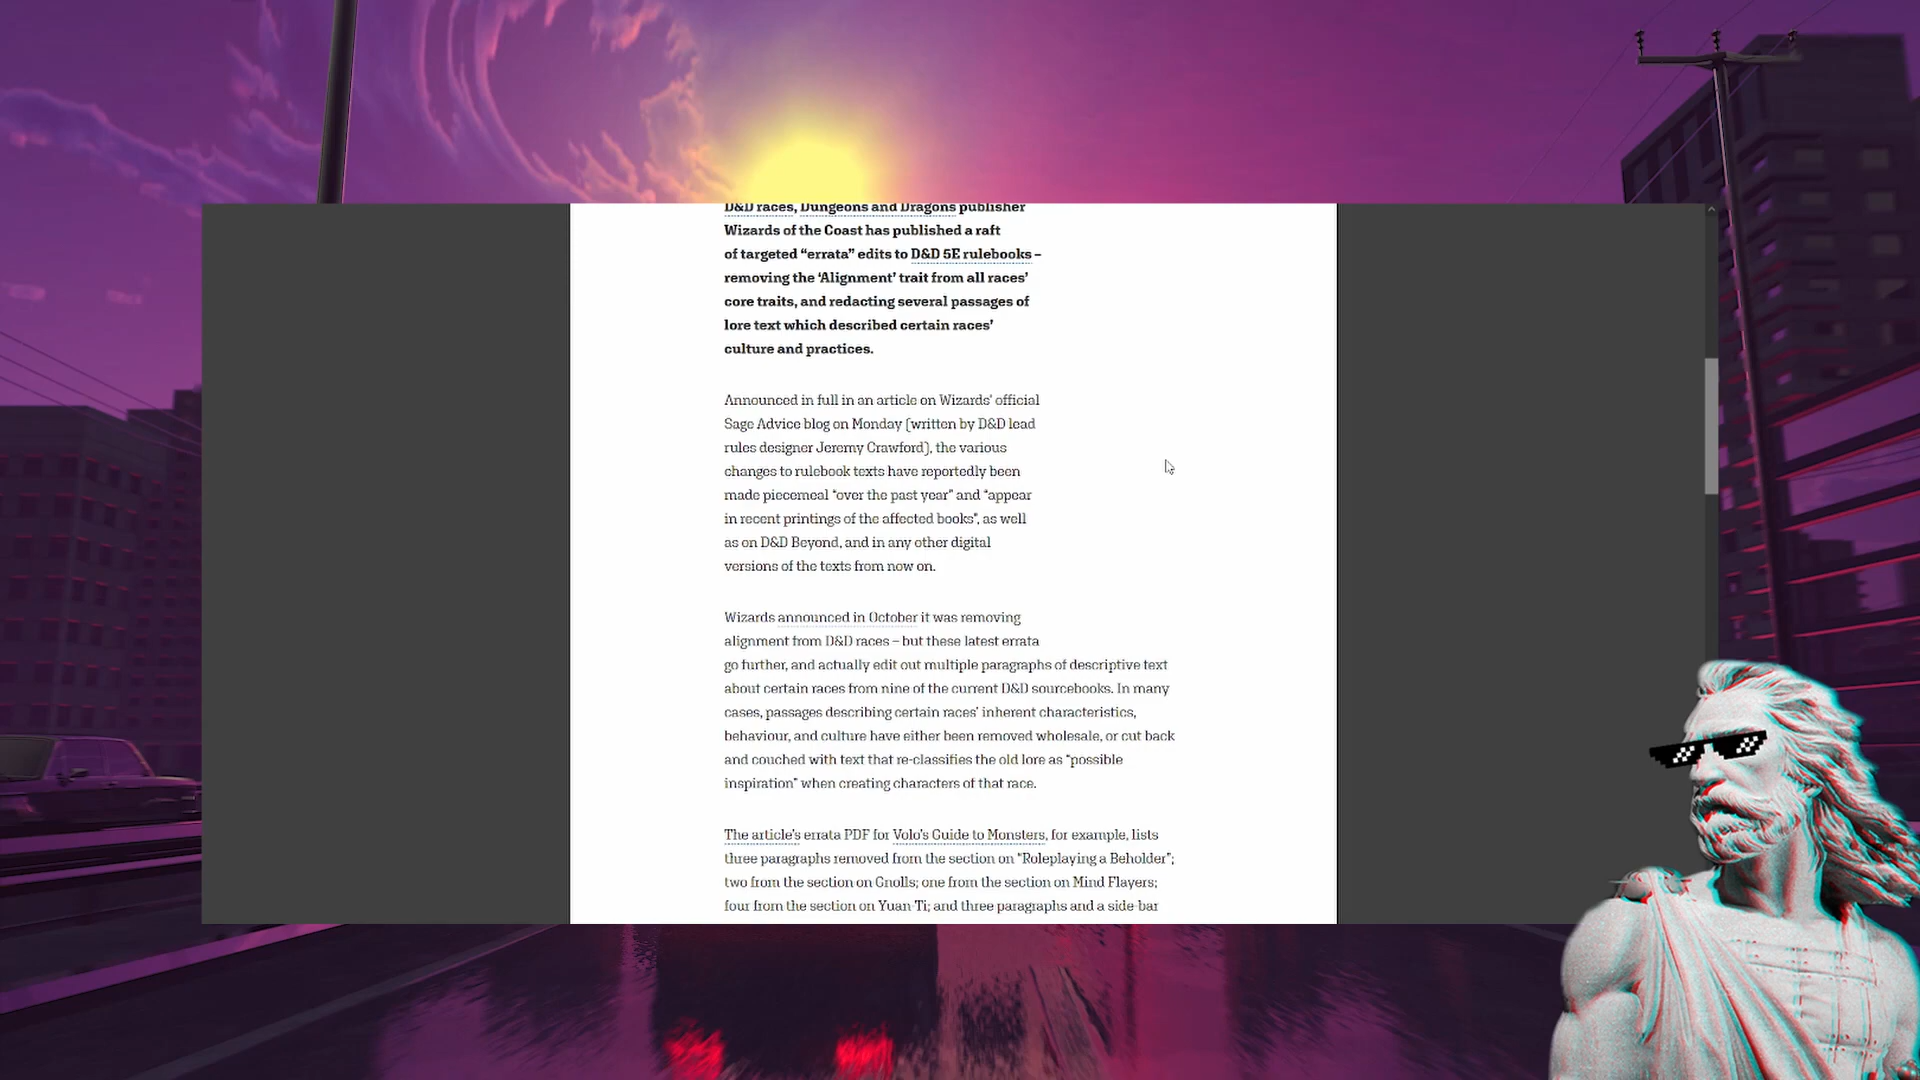 D&D races, Dungeons and Dragons publisher
Wizards of the Coast has published a raft
of targeted “errata” edits to D&D 5E rulebooks –
removing the ‘Alignment’ trait from all races’
core traits, and redacting several passages of
lore text which described certain races’
culture and practices.
Announced in full in an article on Wizards’ official
Sage Advice blog on Monday (written by D&D lead
rules designer Jeremy Crawford), the various
changes to rulebook texts have reportedly been
made piecemeal “over the past year” and “appear
in recent printings of the affected books”, as well
as on D&D Beyond, and in any other digital
versions of the texts from now on.
Wizards announced in October it was removing
alignment from D&D races – but these latest errata
go further, and actually edit out multiple paragraphs of descriptive text
about certain races from nine of the current D&D sourcebooks. In many
cases, passages describing certain races’ inherent characteristics,
behaviour, and culture have either been removed wholesale, or cut back
and couched with text that re-classifies the old lore as “possible
inspiration” when creating characters of that race.
The article’s errata PDF for Volo’s Guide to Monsters, for example, lists
three paragraphs removed from the section on “Roleplaying a Beholder”;
two from the section on Gnolls; one from the section on Mind Flayers;
four from the section on Yuan-Ti; and three paragraphs and a side-bar